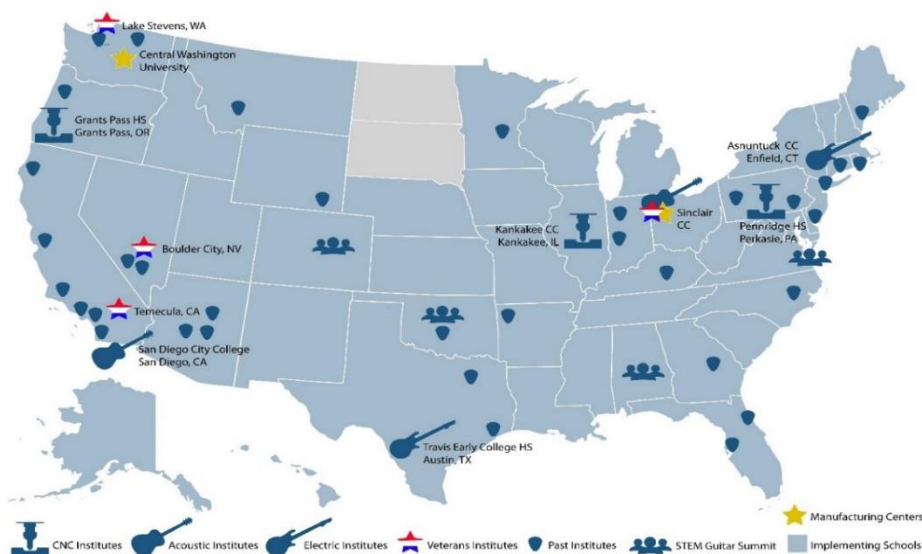 Lake Stevens, WA
Central Washington
University
Grants Pass HS
Grants Pass, OR
Asnuntuck CC
Enfield, CT
Kankakee CC
Kankakee, IL
Sinclair
CC
Pennridge HS
Perkasie, PA
Boulder City, NV
Temecula, CA
San Diego City College
San Diego, CA
Travis Early College HS
Austin, TX
Manufacturing Centers
CNC Institutes
Acoustic Institutes
Electric Institutes
Veterans Institutes
Past Institutes
STEM Guitar Summit
Implementing Schools